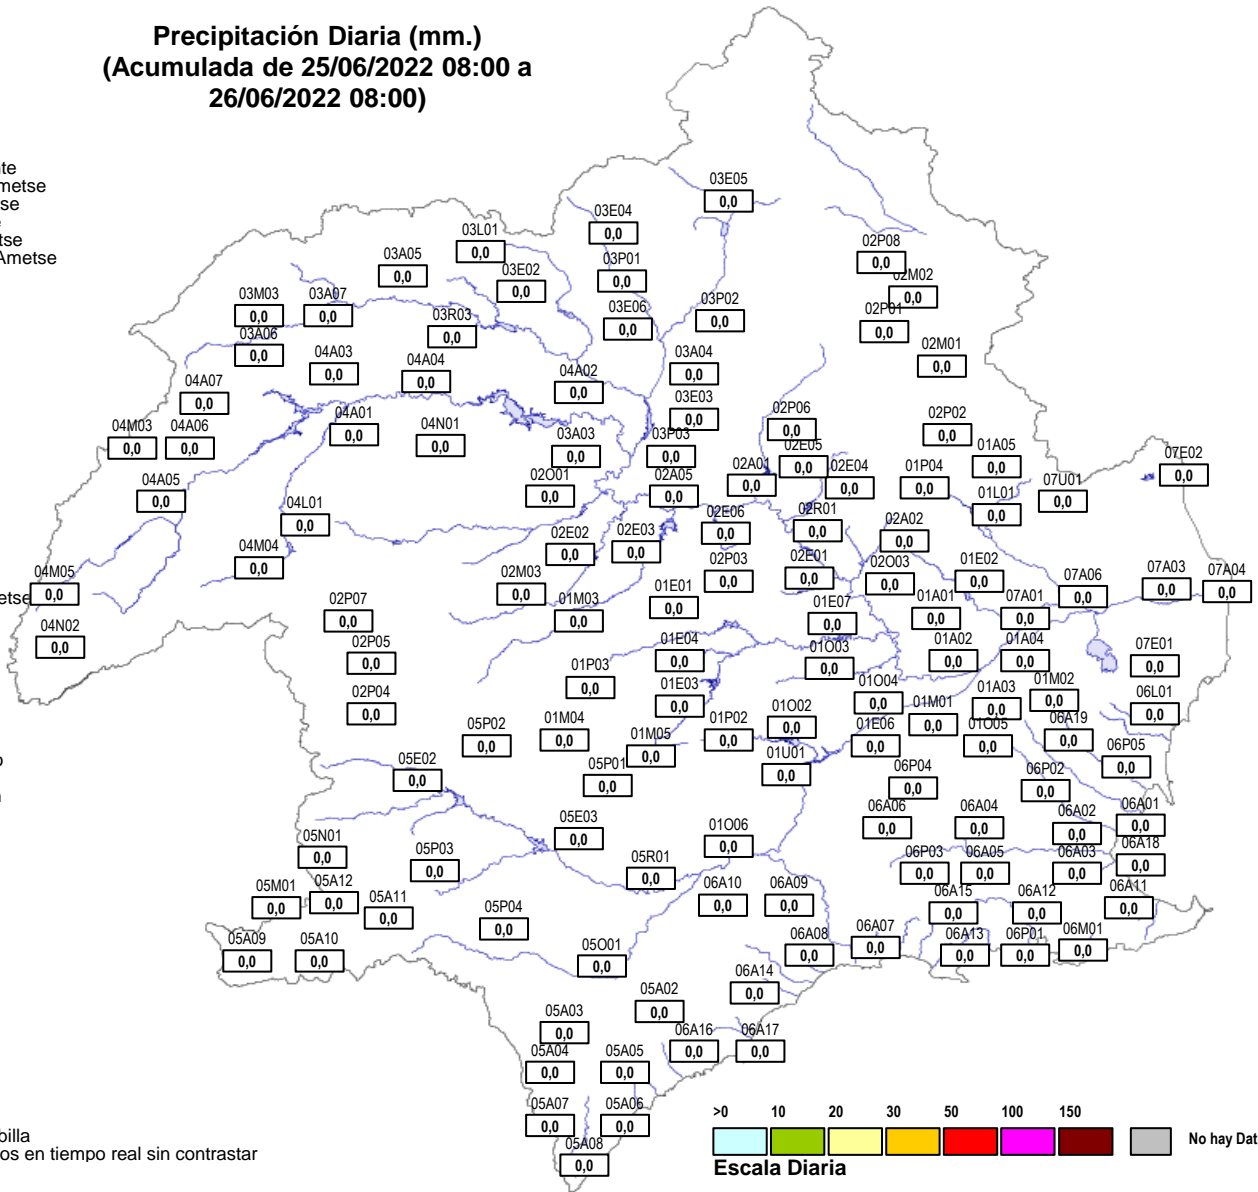 Precipitación Diaria (mm.)
(Acumulada de 25/06/2022 08:00 a
26/06/2022 08:00)
nte
metse
tse
tse
Ametse
03E05
0,0
03E04
0,0
03L01
0,0
03A05
0,0
03E02
0,0
03P01
0,0
02P08
0,0
02M02
0,0
03M03
0,0
03A07
0,0
03R03
0,0
03E06
0,0
03P02
0,0
02P01
0,0
03A06
0,0
04A03
0,0
04A04
0,0
04A02
0,0
03A04
0,0
02M01
0,0
04A07
0,0
03E03
0,0
04M03
0,0
04A06
0,0
04A01
0,0
04N01
0,0
03A03
0,0
03P03
0,0
02P06
0,0
02E05
0,0
02P02
0,0
01A05
0,0
07E02
0,0
04A05
0,0
02O01
0,0
02A05
0,0
02A01
0,0
02E04
0,0
01P04
0,0
01L01
0,0
07U01
0,0
04L01
0,0
02E06
0,0
02R01
0,0
02A02
0,0
04M04
0,0
02E02
0,0
02E03
0,0
04M05
0,0
etse
02M03
0,0
02P03
0,0
02E01
0,0
02O03
0,0
01E02
0,0
07A06
0,0
07A03
0,0
07A04
0,0
02P07
0,0
01M03
0,0
01E01
0,0
01E07
0,0
01A01
0,0
07A01
0,0
04N02
0,0
02P05
0,0
01E04
0,0
01O03
0,0
01A02
0,0
01A04
0,0
07E01
0,0
01P03
0,0
01E03
0,0
01O04
0,0
01A03
0,0
01M02
0,0
06L01
0,0
02P04
0,0
05P02
0,0
01M04
0,0
01M05
0,0
01P02
0,0
01O02
0,0
01E06
0,0
01M01
0,0
01O05
0,0
06A19
0,0
06P05
0,0
o
05E02
0,0
05P01
0,0
01U01
0,0
06P04
0,0
06P02
0,0
05E03
0,0
01O06
0,0
06A06
0,0
06A04
0,0
06A02
0,0
06A01
0,0
05N01
0,0
05P03
0,0
05R01
0,0
06P03
0,0
06A05
0,0
06A03
0,0
06A18
0,0
05M01
0,0
05A12
0,0
05A11
0,0
06A10
0,0
06A09
0,0
06A15
0,0
06A12
0,0
06A11
0,0
05A09
0,0
05A10
0,0
05P04
0,0
05O01
0,0
06A08
0,0
06A07
0,0
06A13
0,0
06P01
0,0
06M01
0,0
06A14
0,0
05A02
0,0
05A03
0,0
06A16
0,0
06A17
0,0
05A04
0,0
05A05
0,0
05A07
0,0
05A06
0,0
05A08
0,0
billa
os en tiempo real sin contrastar
>0 10 20 30 50 100 150
No hay Dat
Escala Diaria